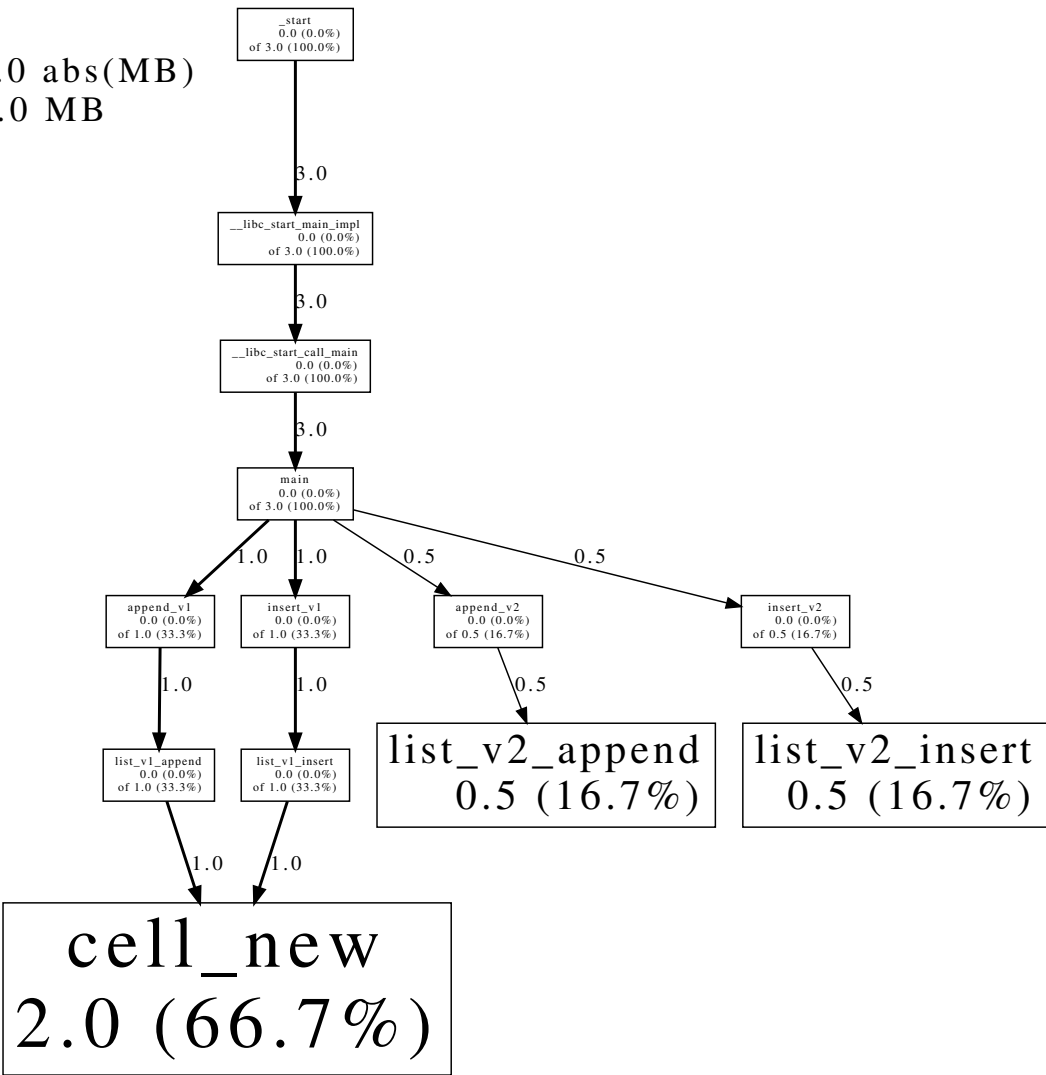 _start
0.0 (0.0%)
of 3.0 (100.0%)
.0 abs(MB)
.0 MB
3.0
__libc_start_main_impl
0.0 (0.0%)
of 3.0 (100.0%)
3.0
__libc_start_call_main
0.0 (0.0%)
of 3.0 (100.0%)
3.0
main
0.0 (0.0%)
of 3.0 (100.0%)
1.0
1.0
0.5
0.5
append_v1
0.0 (0.0%)
of 1.0 (33.3%)
insert_v1
0.0 (0.0%)
of 1.0 (33.3%)
append_v2
0.0 (0.0%)
of 0.5 (16.7%)
insert_v2
0.0 (0.0%)
of 0.5 (16.7%)
1.0
1.0
0.5
0.5
list_v1_append
0.0 (0.0%)
of 1.0 (33.3%)
list_v1_insert
0.0 (0.0%)
of 1.0 (33.3%)
list_v2_append
0.5 (16.7%)
list_v2_insert
0.5 (16.7%)
1.0
1.0
cell_new
2.0 (66.7%)